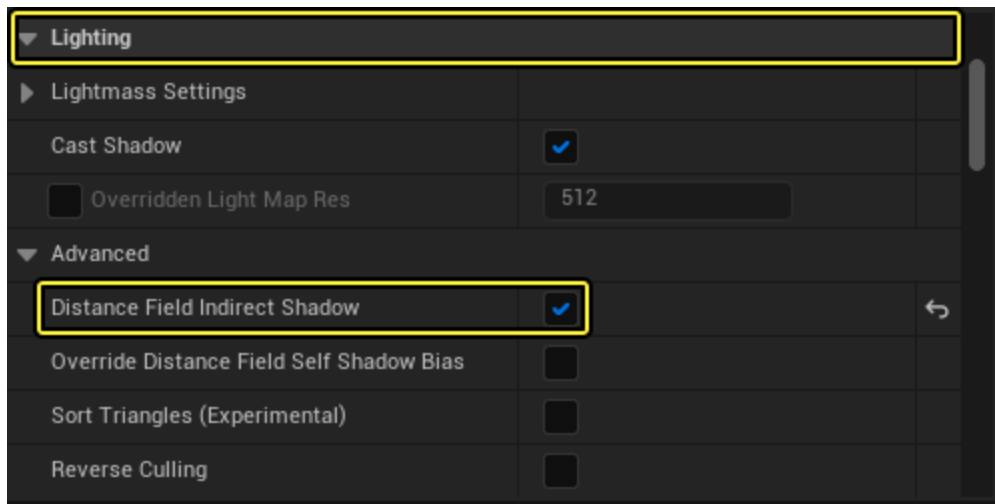 Lighting
Lightmass Settings
Cast Shadow
Overridden Light Map Res 512
Advanced
Distance Field Indirect Shadow
Override Distance Field Self Shadow Bias
Sort Triangles (Experimental)
Reverse Culling